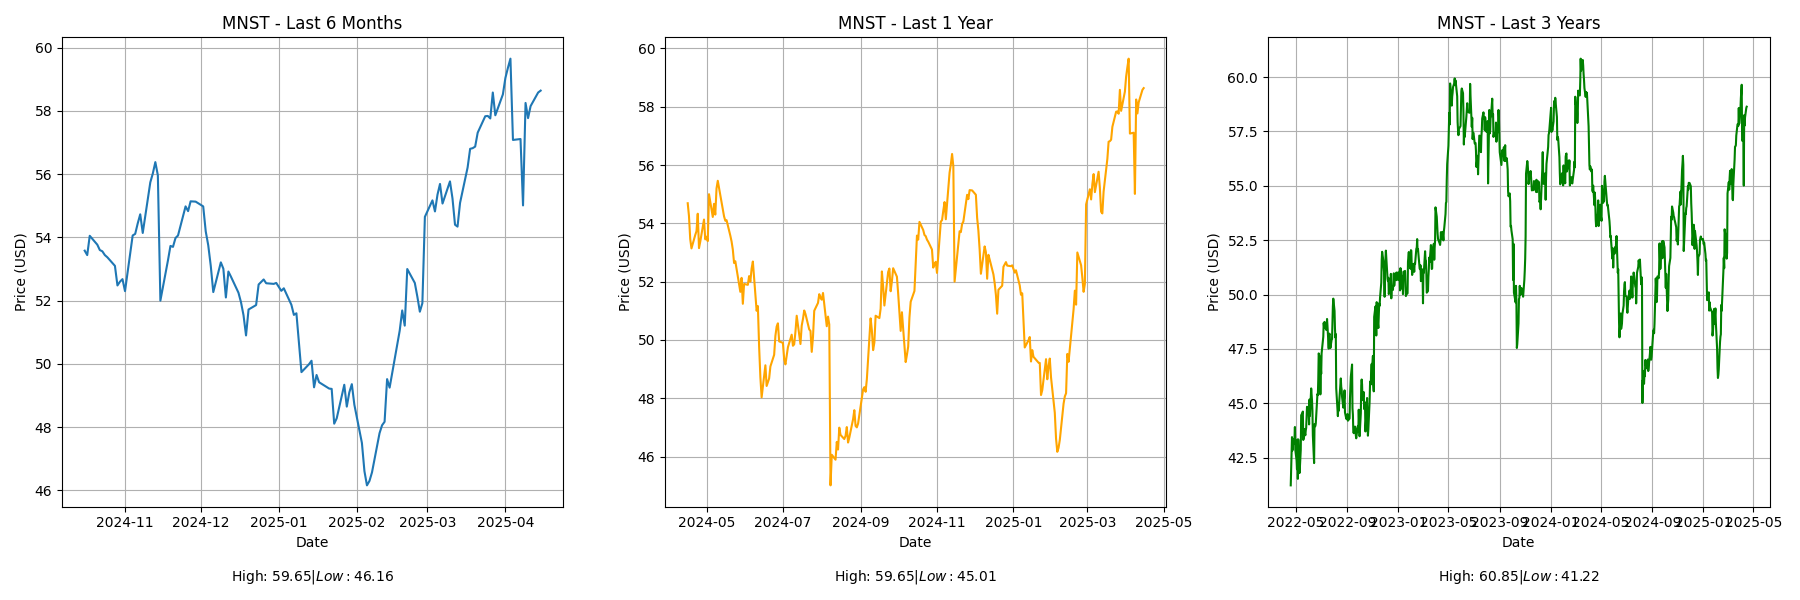 MNST - Last 6 Months
60
58
56
54
52
50
48
46
Price (USD)
2024-11 2024-12 2025-01 2025-02 2025-03 2025-04
Date
High: 59.65|Low: 46.16
MNST - Last 1 Year
60
58
56
54
52
50
48
46
Price (USD)
2024-05 2024-07 2024-09 2024-11 2025-01 2025-03 2025-05
Date
High: 59.65|Low: 45.01
MNST - Last 3 Years
60.0
57.5
55.0
52.5
50.0
47.5
45.0
42.5
Price (USD)
2022-05 2022-09 2023-01 2023-05 2023-09 2024-01 2024-05 2024-09 2025-01 2025-05
Date
High: 60.85|Low: 41.22